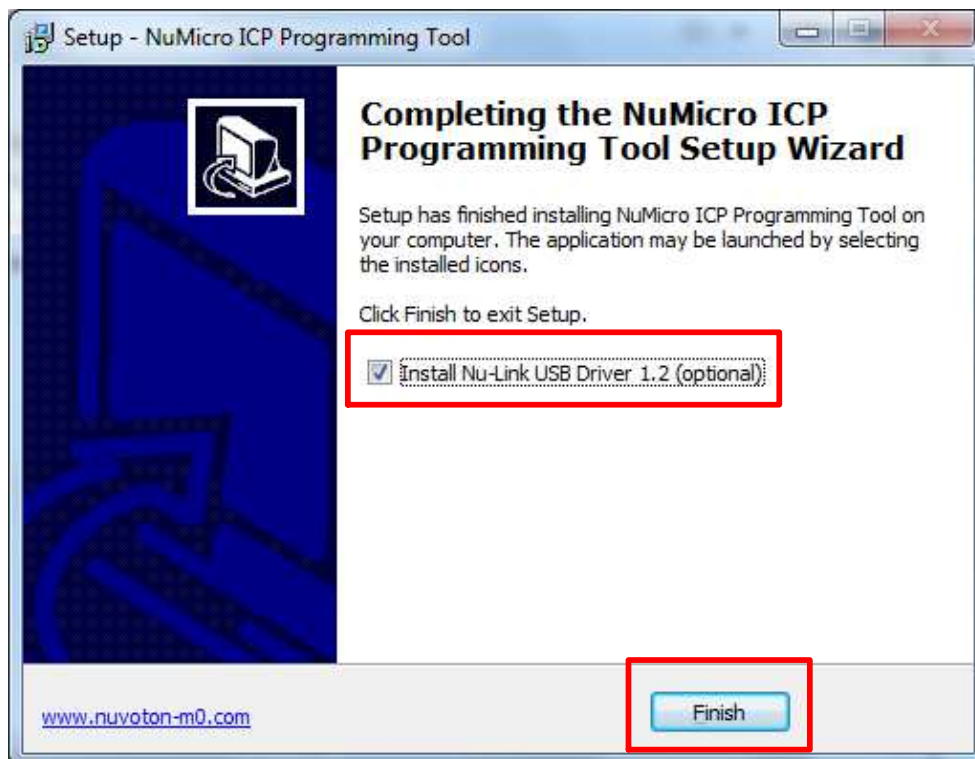 Setup - NuMicro ICP Programming Tool
Completing the NuMicro ICP
Programming Tool Setup Wizard
Setup has finished installing NuMicro ICP Programming Tool on
your computer. The application may be launched by selecting
the installed icons.
Click Finish to exit Setup.
Install Nu-Link USB Driver 1.2 (optional)
www.nuvoton-m0.com
Finish